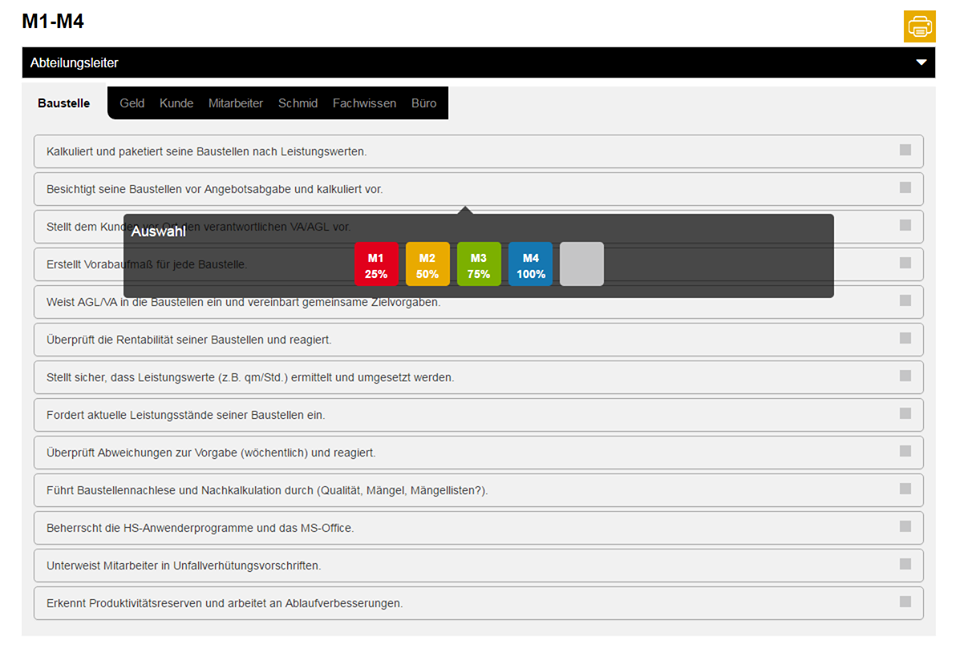 M1-M4
Abteilungsleiter
Baustelle Geld Kunde Mitarbeiter Schmid Fachwissen Büro
Kalkuliert und paketiert seine Baustellen nach Leistungswerten.
Besichtigt seine Baustellen vor Angebotsabgabe und kalkuliert vor.
Stellt dem Kunden vor Ort den verantwortlichen VA/AGL vor.
Auswahl
M1 M2 M3 M4
25% 50% 75% 100%
Erstellt Vorabaufmaß für jede Baustelle.
Weist AGL/VA in die Baustellen ein und vereinbart gemeinsame Zielvorgaben.
Überprüft die Rentabilität seiner Baustellen und reagiert.
Stellt sicher, dass Leistungswerte (z.B. qm/Std.) ermittelt und umgesetzt werden.
Fordert aktuelle Leistungsstände seiner Baustellen ein.
Überprüft Abweichungen zur Vorgabe (wöchentlich) und reagiert.
Führt Baustellennachlese und Nachkalkulation durch (Qualität, Mängel, Mängellisten?).
Beherrscht die HS-Anwenderprogramme und das MS-Office.
Unterweist Mitarbeiter in Unfallverhütungsvorschriften.
Erkennt Produktivitätsreserven und arbeitet an Ablaufverbesserungen.